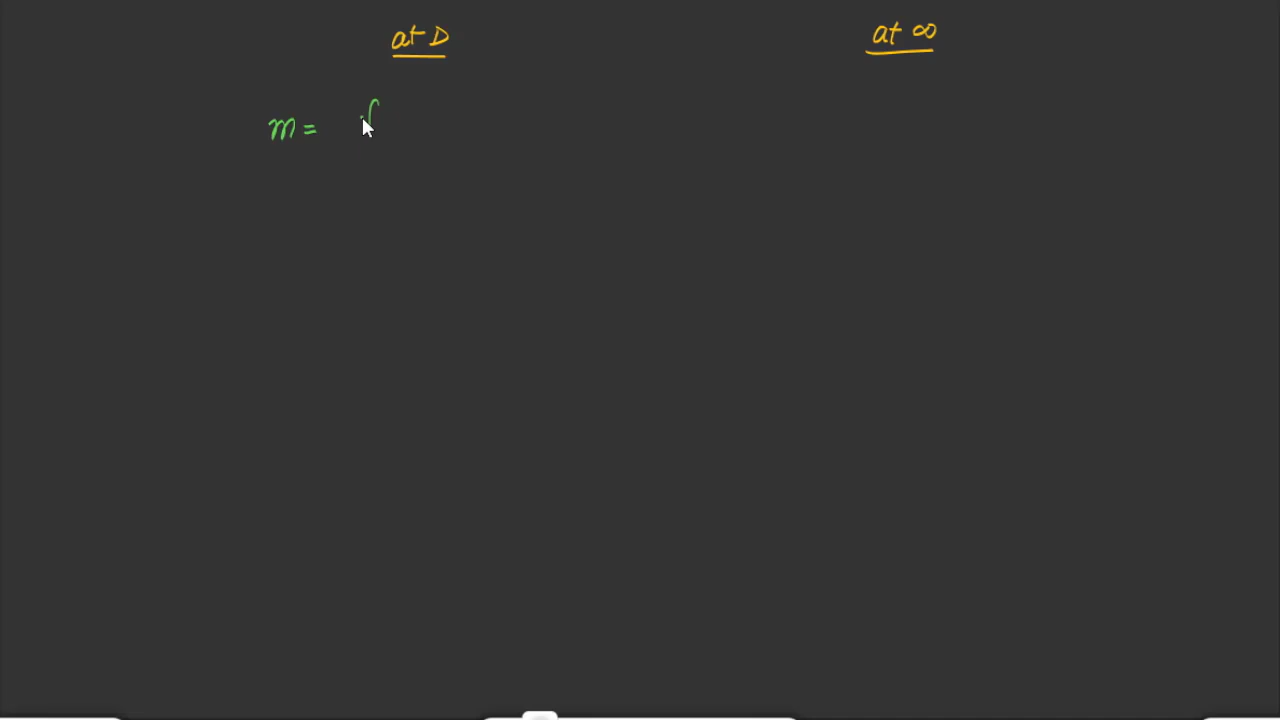 at D at ∞
m = f